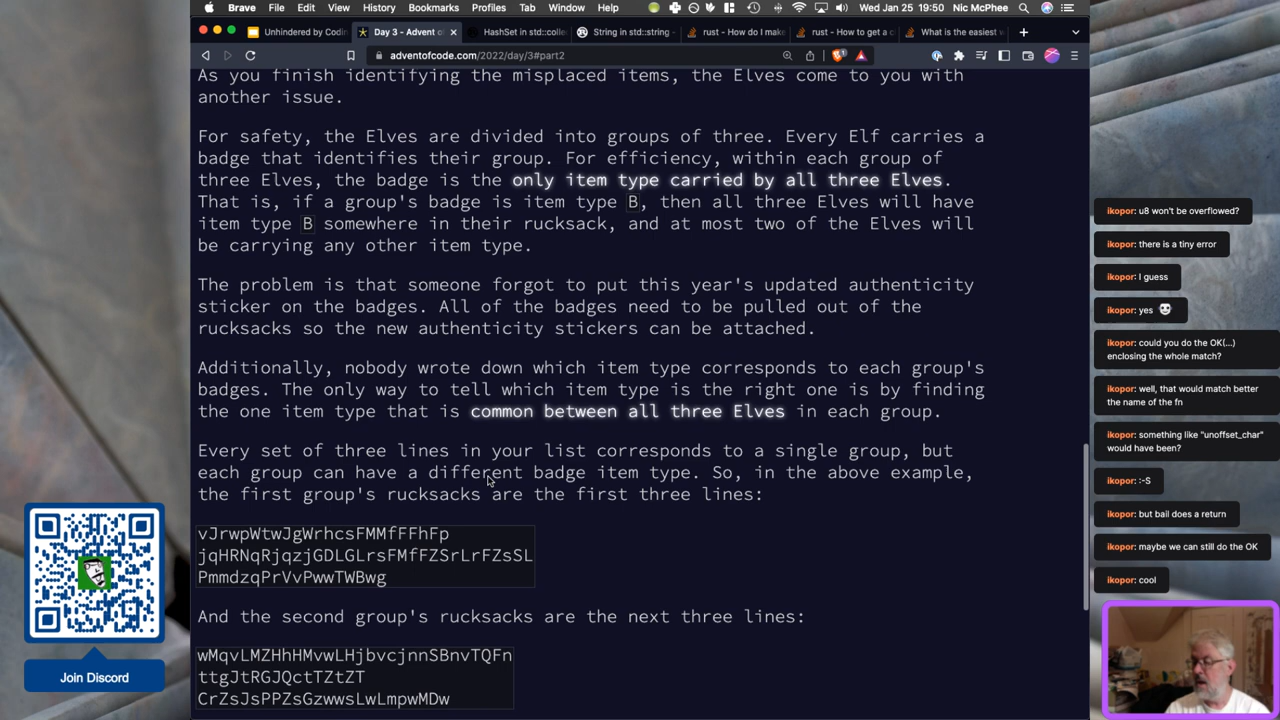 Brave File Edit View History Bookmarks Profiles Tab Window Help Wed Jan 25 19:50 Nic McPhee
Unhindered by Codin Day 3 - Advent of HashSet in std::collec String in std::string - rust - How do I make rust - How to get a c What is the easiest w
adventofcode.com/2022/day/3#part2
As you finish identifying the misplaced items, the Elves come to you with
another issue.
For safety, the Elves are divided into groups of three. Every Elf carries a
badge that identifies their group. For efficiency, within each group of
three Elves, the badge is the only item type carried by all three Elves.
That is, if a group's badge is item type B, then all three Elves will have
item type B somewhere in their rucksack, and at most two of the Elves will
be carrying any other item type.
The problem is that someone forgot to put this year's updated authenticity
sticker on the badges. All of the badges need to be pulled out of the
rucksacks so the new authenticity stickers can be attached.
Additionally, nobody wrote down which item type corresponds to each group's
badges. The only way to tell which item type is the right one is by finding
the one item type that is common between all three Elves in each group.
Every set of three lines in your list corresponds to a single group, but
each group can have a different badge item type. So, in the above example,
the first group's rucksacks are the first three lines:
vJrwpWtwJgWrhcsFMMfFFhFp
jqHRNqRjqzjGDLGLrsFMfFZSrLrFZsSL
PmmdzqPrVvPwwTWBwg
And the second group's rucksacks are the next three lines:
wMqvLMZHhHMvwLHjbvcjnnSBnvTQFn
ttgJtRGJQctTZtZT
CrZsJsPPZsGzwwsLwLmpwMDw
ikopor: u8 won't be overflowed?
ikopor: there is a tiny error
ikopor: I guess
ikopor: yes
ikopor: could you do the OK(...)
enclosing the whole match?
ikopor: well, that would match better
the name of the fn
ikopor: something like "unoffset_char"
would have been?
ikopor: :-S
ikopor: but bail does a return
ikopor: maybe we can still do the OK
ikopor: cool
Join Discord